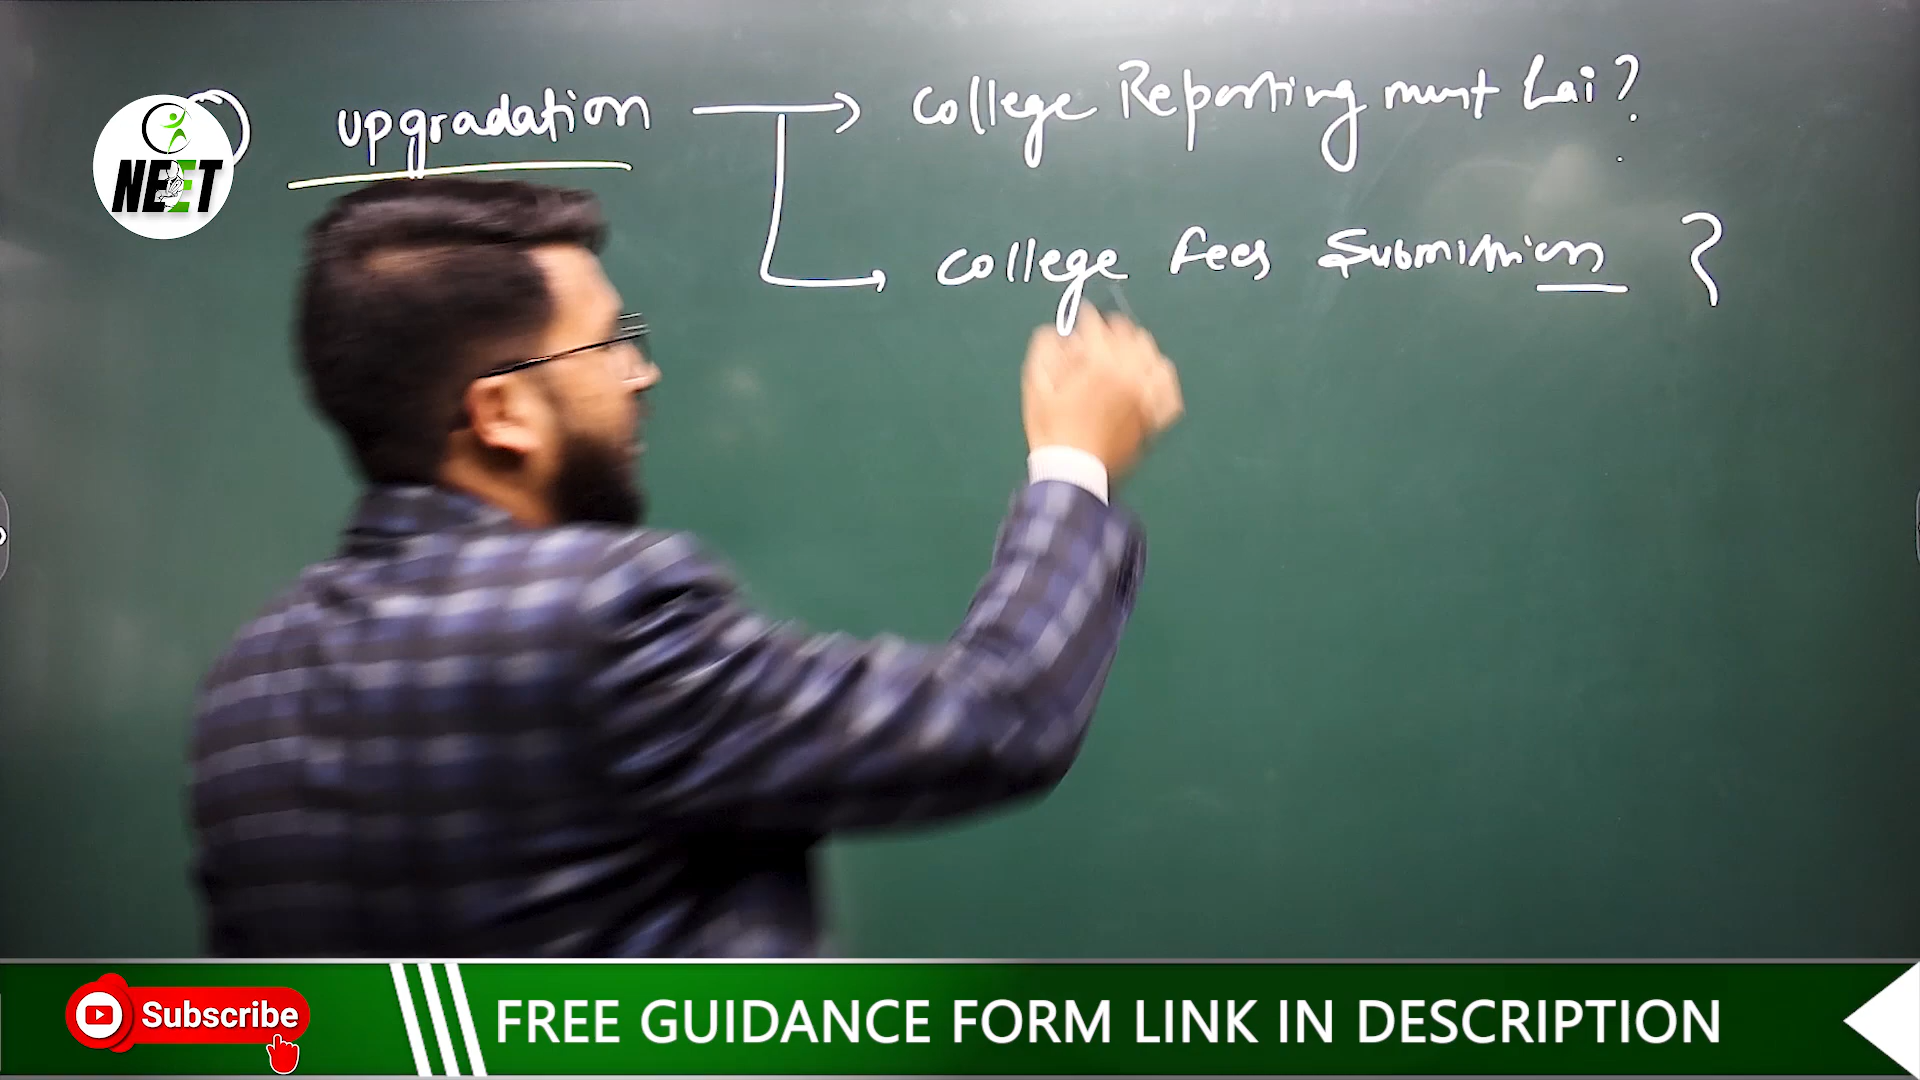 upgradation → college Reporting must hai?
college fees Submission ?
NEET
Subscribe
FREE GUIDANCE FORM LINK IN DESCRIPTION